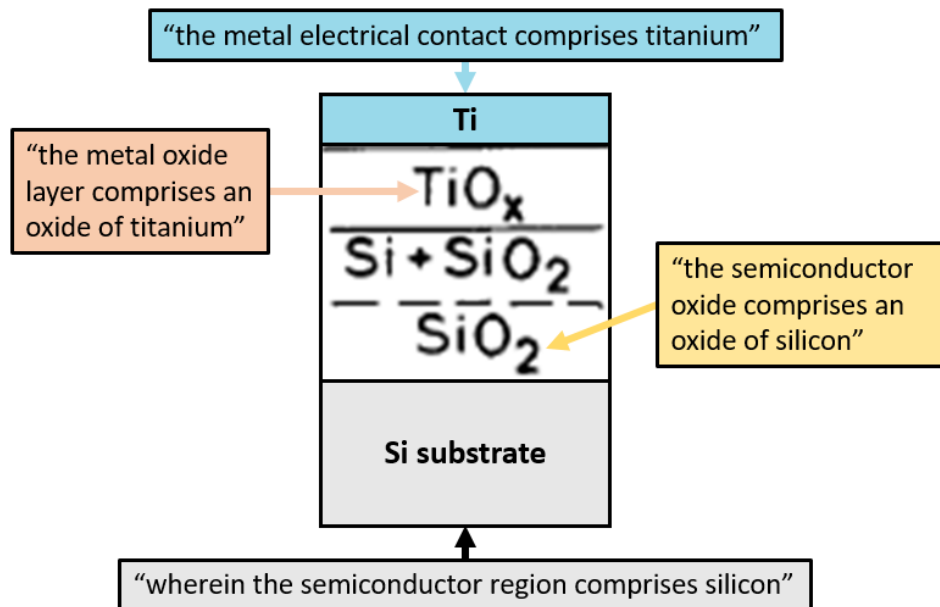 “the metal electrical contact comprises titanium”
Ti
“the metal oxide
layer comprises an
oxide of titanium”
TiOₓ
Si + SiO₂
“the semiconductor
oxide comprises an
oxide of silicon”
SiO₂
Si substrate
“wherein the semiconductor region comprises silicon”